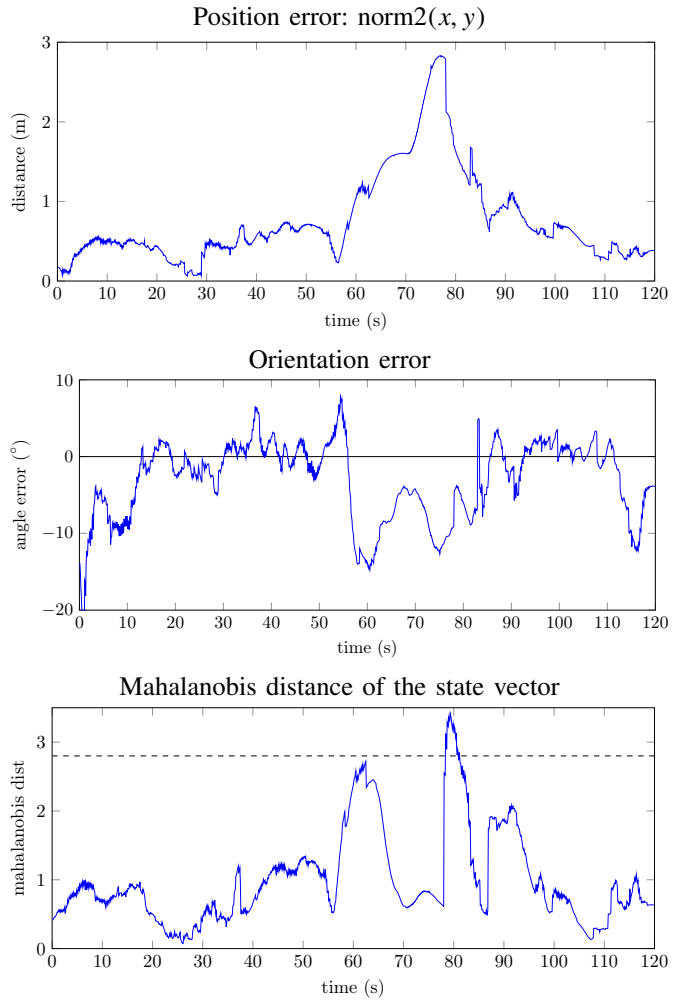 Position error: norm2(x, y)
3
2
1
0
distance (m)
0 10 20 30 40 50 60 70 80 90 100 110 120
time (s)
Orientation error
10
0
−10
−20
angle error (°)
0 10 20 30 40 50 60 70 80 90 100 110 120
time (s)
Mahalanobis distance of the state vector
3
2
1
0
mahalanobis dist
0 10 20 30 40 50 60 70 80 90 100 110 120
time (s)